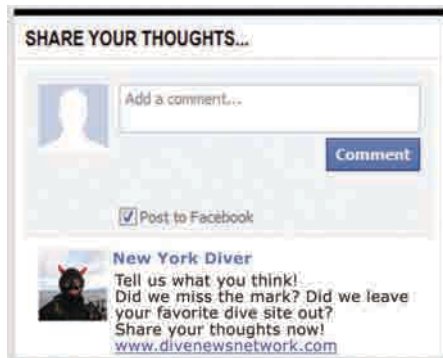 SHARE YOUR THOUGHTS...
Add a comment...
Comment
Post to Facebook
New York Diver
Tell us what you think!
Did we miss the mark? Did we leave
your favorite dive site out?
Share your thoughts now!
www.divenewsnetwork.com